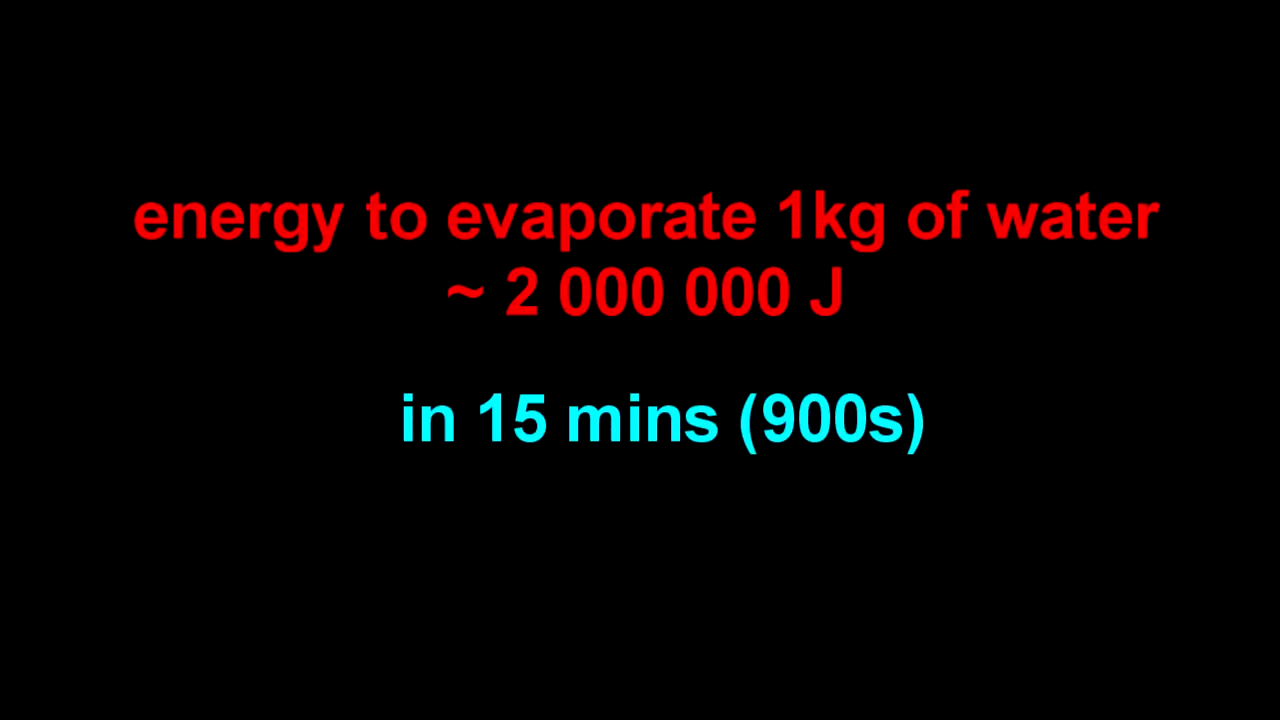 energy to evaporate 1kg of water
~ 2 000 000 J
in 15 mins (900s)